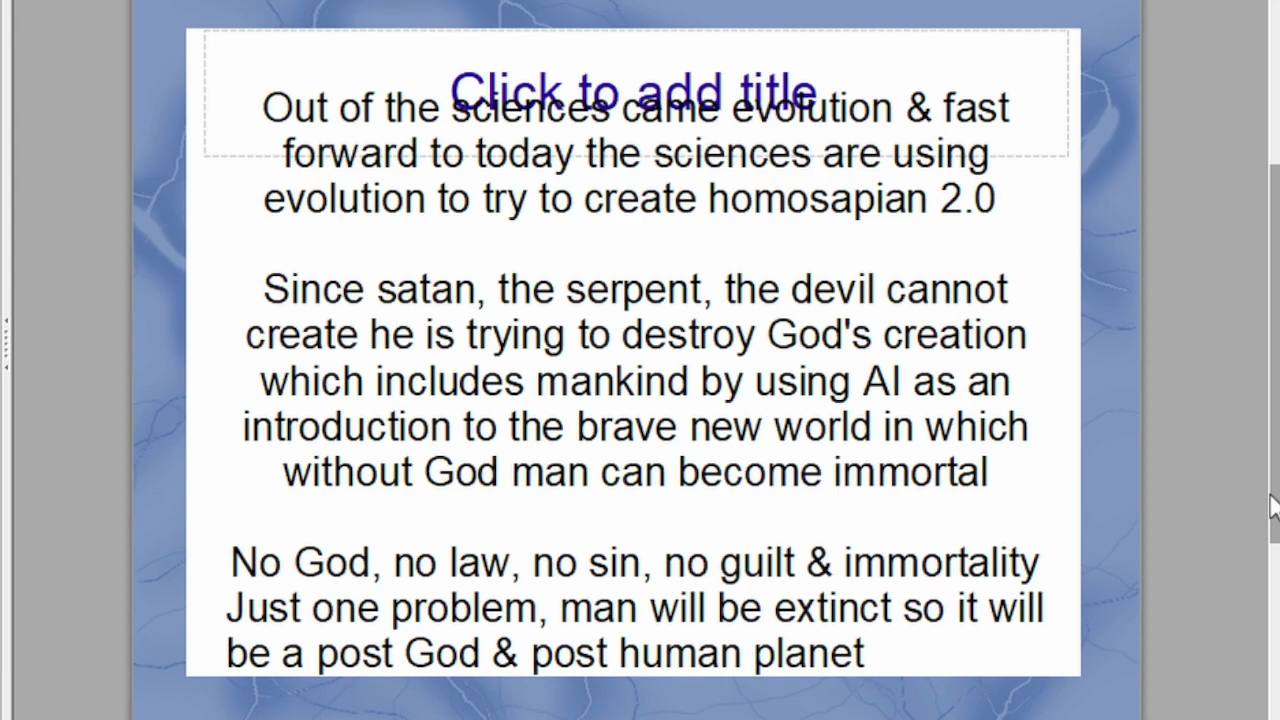 Click to add title
Out of the sciences came evolution & fast
forward to today the sciences are using
evolution to try to create homosapian 2.0
Since satan, the serpent, the devil cannot
create he is trying to destroy God's creation
which includes mankind by using AI as an
introduction to the brave new world in which
without God man can become immortal
No God, no law, no sin, no guilt & immortality
Just one problem, man will be extinct so it will
be a post God & post human planet